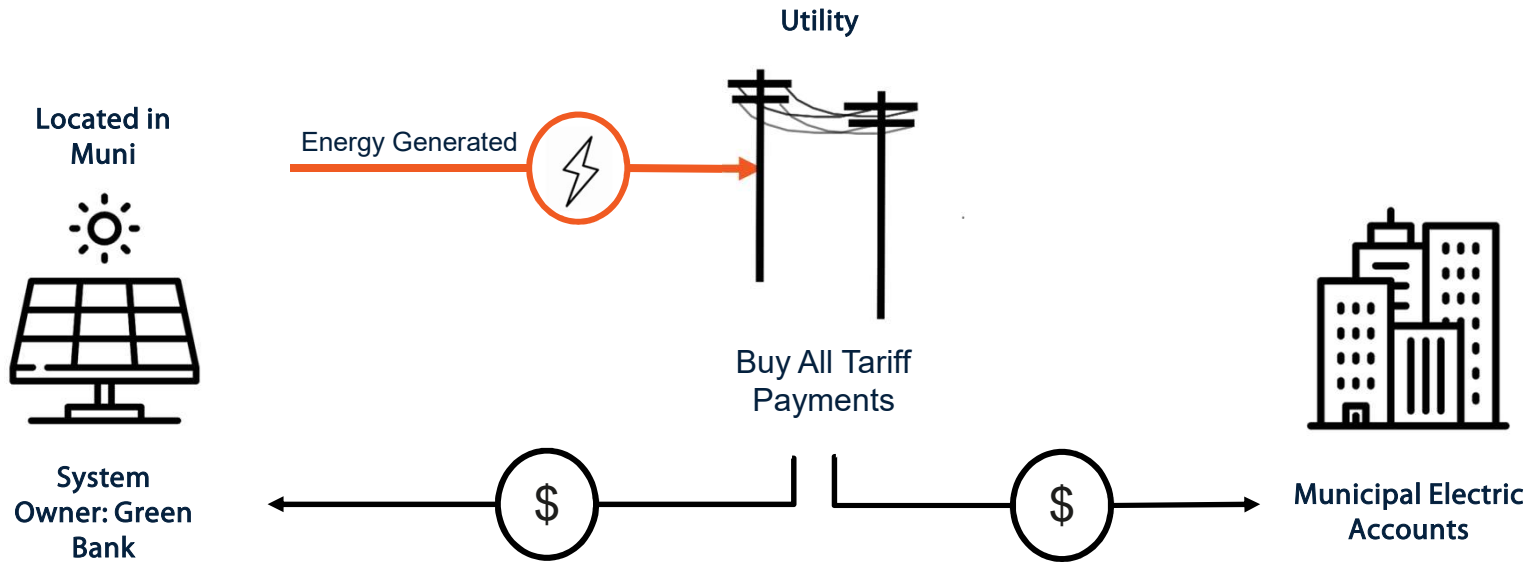 Utility
Located in
Muni
Energy Generated
Buy All Tariff
Payments
System
Owner: Green
Bank
$
$
Municipal Electric
Accounts